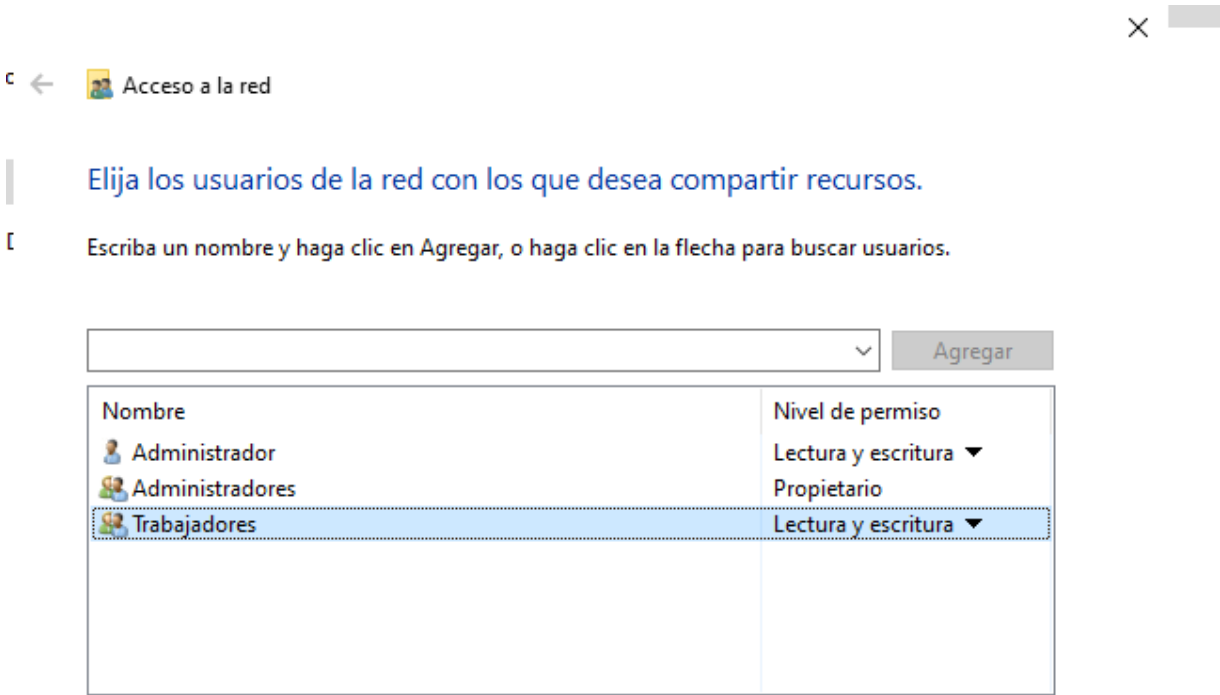 Acceso a la red
Elija los usuarios de la red con los que desea compartir recursos.
Escriba un nombre y haga clic en Agregar, o haga clic en la flecha para buscar usuarios.
Agregar
Nombre Nivel de permiso
Administrador Lectura y escritura
Administradores Propietario
Trabajadores Lectura y escritura